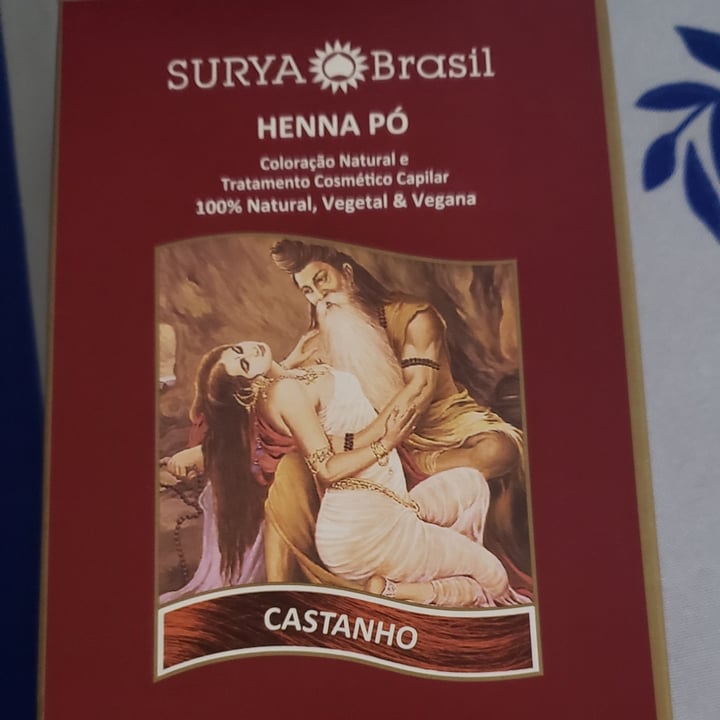 SURYA Brasil
HENNA PÓ
Coloração Natural e
Tratamento Cosmético Capilar
100% Natural, Vegetal & Vegana
CASTANHO